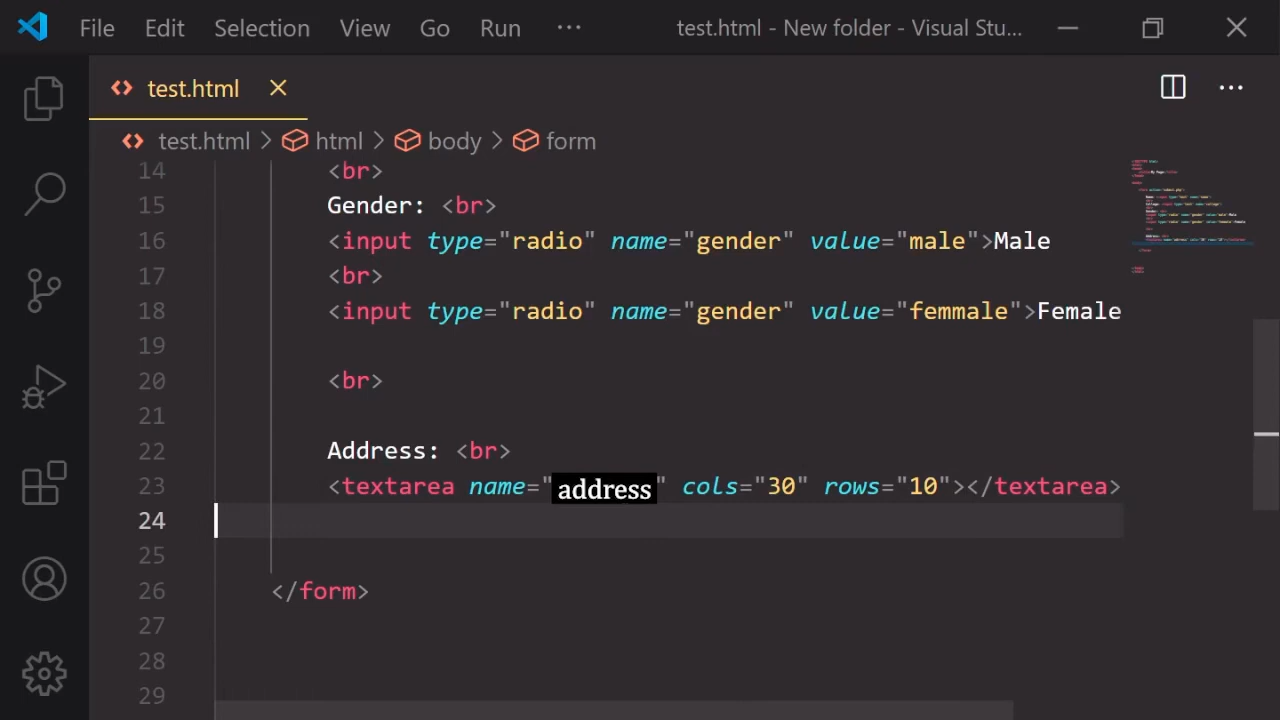 File Edit Selection View Go Run ··· test.html - New folder - Visual Stu...
test.html
test.html > html > body > form
14 <br>
15 Gender: <br>
16 <input type="radio" name="gender" value="male">Male
17 <br>
18 <input type="radio" name="gender" value="femmale">Female
19
20 <br>
21
22 Address: <br>
23 <textarea name="address" cols="30" rows="10"></textarea>
24
25
26 </form>
27
28
29